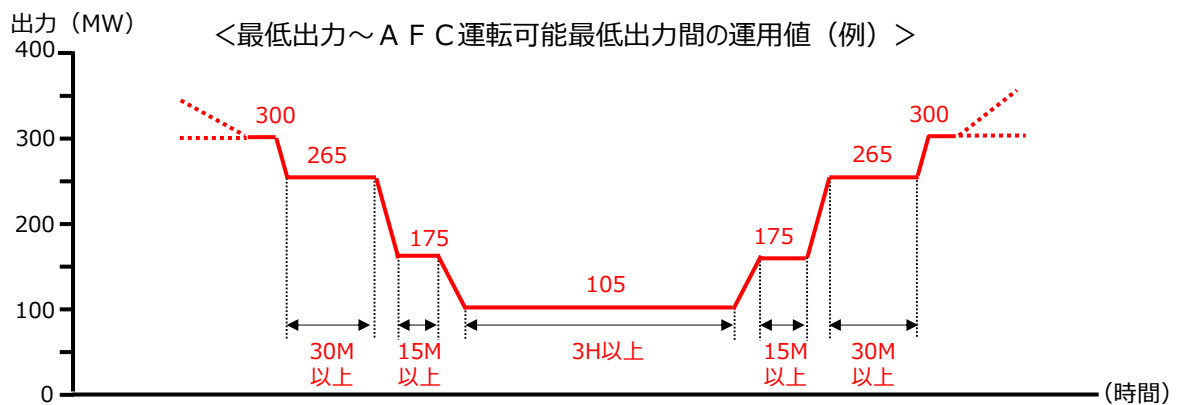 出力（MW）
＜最低出力～ＡＦＣ運転可能最低出力間の運用値（例）＞
400
300
200
100
0
300
265
175
105
175
265
300
30M
以上
15M
以上
3H以上
15M
以上
30M
以上
（時間）